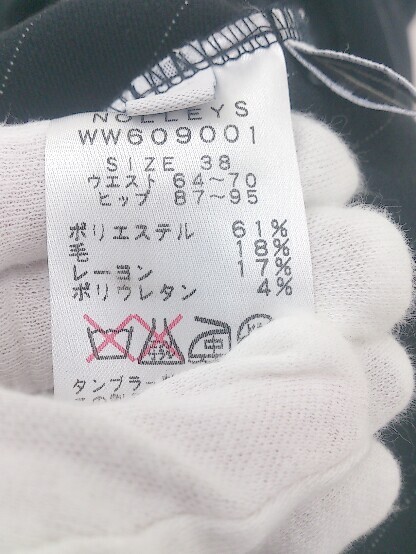 NOLLEYS
WW609001
SIZE 38
ウエスト 64～70
ヒップ 87～95
ポリエステル 61%
毛 18%
レーヨン 17%
ポリウレタン 4%
中
タンブラー